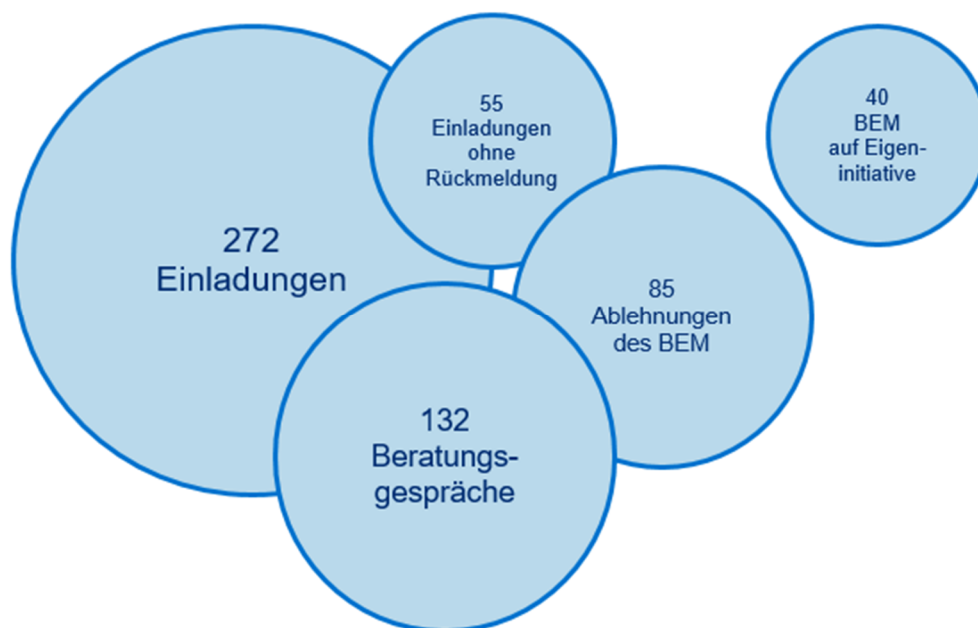 272
Einladungen
55
Einladungen
ohne
Rückmeldung
40
BEM
auf Eigen-
initiative
85
Ablehnungen
des BEM
132
Beratungs-
gespräche